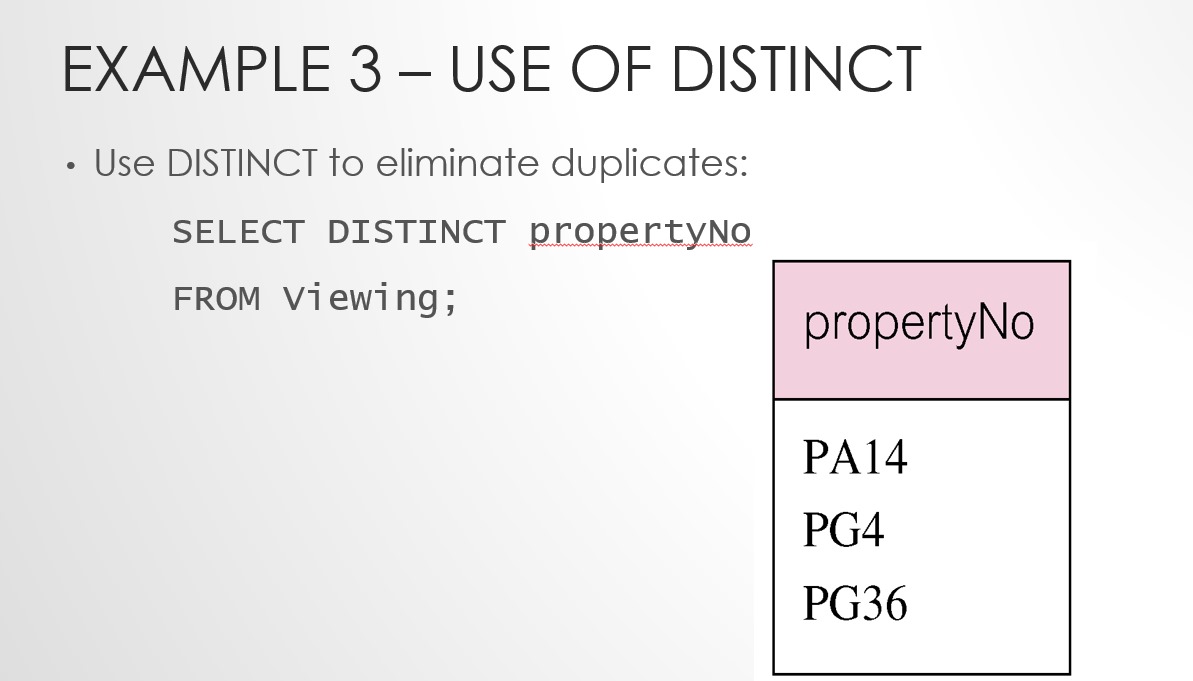 EXAMPLE 3 – USE OF DISTINCT
• Use DISTINCT to eliminate duplicates:
SELECT DISTINCT propertyNo
FROM Viewing;
propertyNo
PA14
PG4
PG36